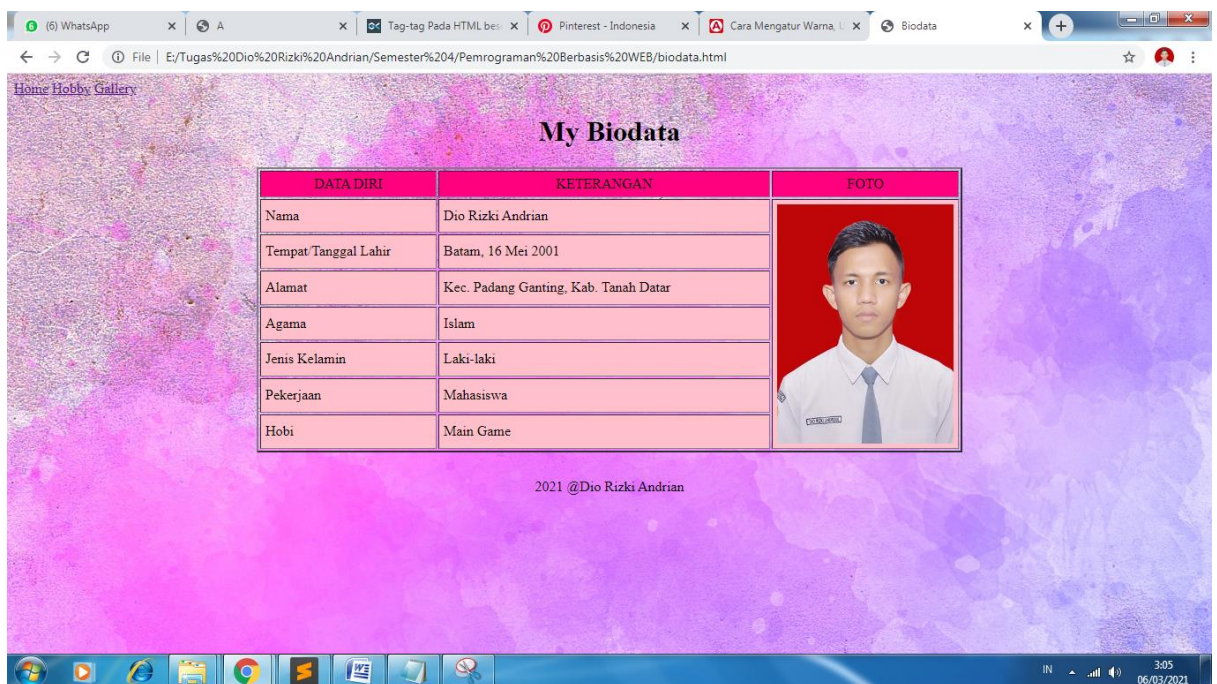 (6) WhatsApp
A
Tag-tag Pada HTML bes
Pinterest - Indonesia
Cara Mengatur Warna,
Biodata
File | E:/Tugas%20Dio%20Rizki%20Andrian/Semester%204/Pemrograman%20Berbasis%20WEB/biodata.html
Home Hobby Gallery
My Biodata
DATA DIRI KETERANGAN FOTO
Nama Dio Rizki Andrian
Tempat/Tanggal Lahir Batam, 16 Mei 2001
Alamat Kec. Padang Ganting, Kab. Tanah Datar
Agama Islam
Jenis Kelamin Laki-laki
Pekerjaan Mahasiswa
Hobi Main Game
DIO RIZKI ANDRIAN
2021 @Dio Rizki Andrian
IN
3:05
06/03/2021